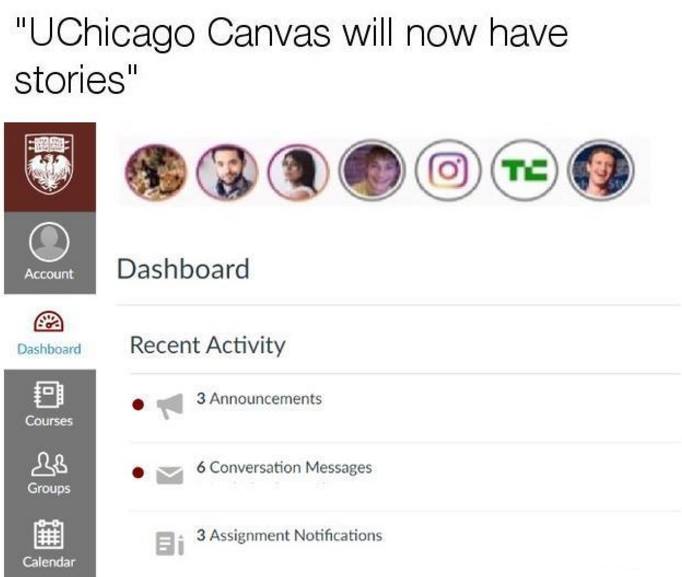 "UChicago Canvas will now have
stories"
TC
Account
Dashboard
Dashboard
Recent Activity
3 Announcements
Courses
6 Conversation Messages
Groups
3 Assignment Notifications
Calendar